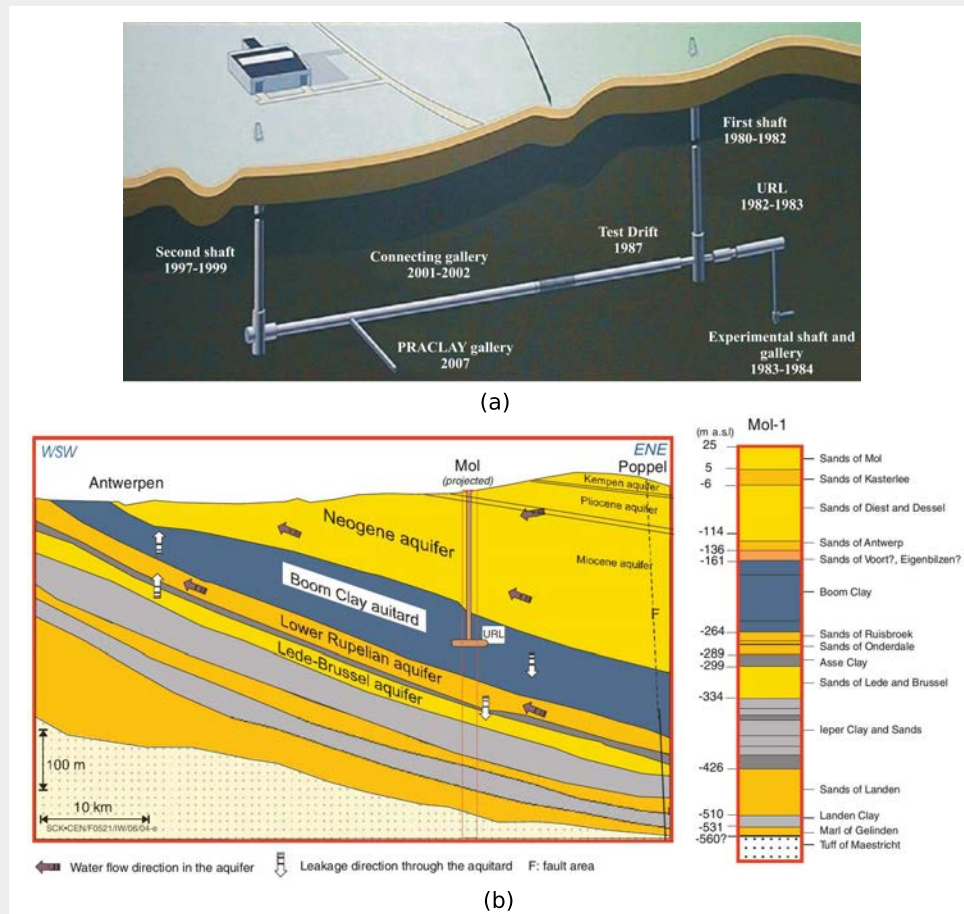 First shaft
1980-1982
URL
1982-1983
Test Drift
1987
Second shaft
1997-1999
Connecting gallery
2001-2002
PRACLAY gallery
2007
Experimental shaft and
gallery
1983-1984
(a)
WSW
ENE
Antwerpen
Mol
(projected)
Poppel
Kempen aquifer
Pliocene aquifer
Neogene aquifer
Miocene aquifer
F
Boom Clay auitard
URL
Lower Rupelian aquifer
Lede-Brussel aquifer
100 m
10 km
SCK•CEN/F0521/IW/06/04-e
Water flow direction in the aquifer
Leakage direction through the aquitard
F: fault area
(m a.s.l)
Mol-1
25
5
-6
-114
-136
-161
-264
-289
-299
-334
-426
-510
-531
-560?
Sands of Mol
Sands of Kasterlee
Sands of Diest and Dessel
Sands of Antwerp
Sands of Voort?, Eigenbilzen?
Boom Clay
Sands of Ruisbroek
Sands of Onderdale
Asse Clay
Sands of Lede and Brussel
Ieper Clay and Sands
Sands of Landen
Landen Clay
Marl of Gelinden
Tuff of Maestricht
(b)